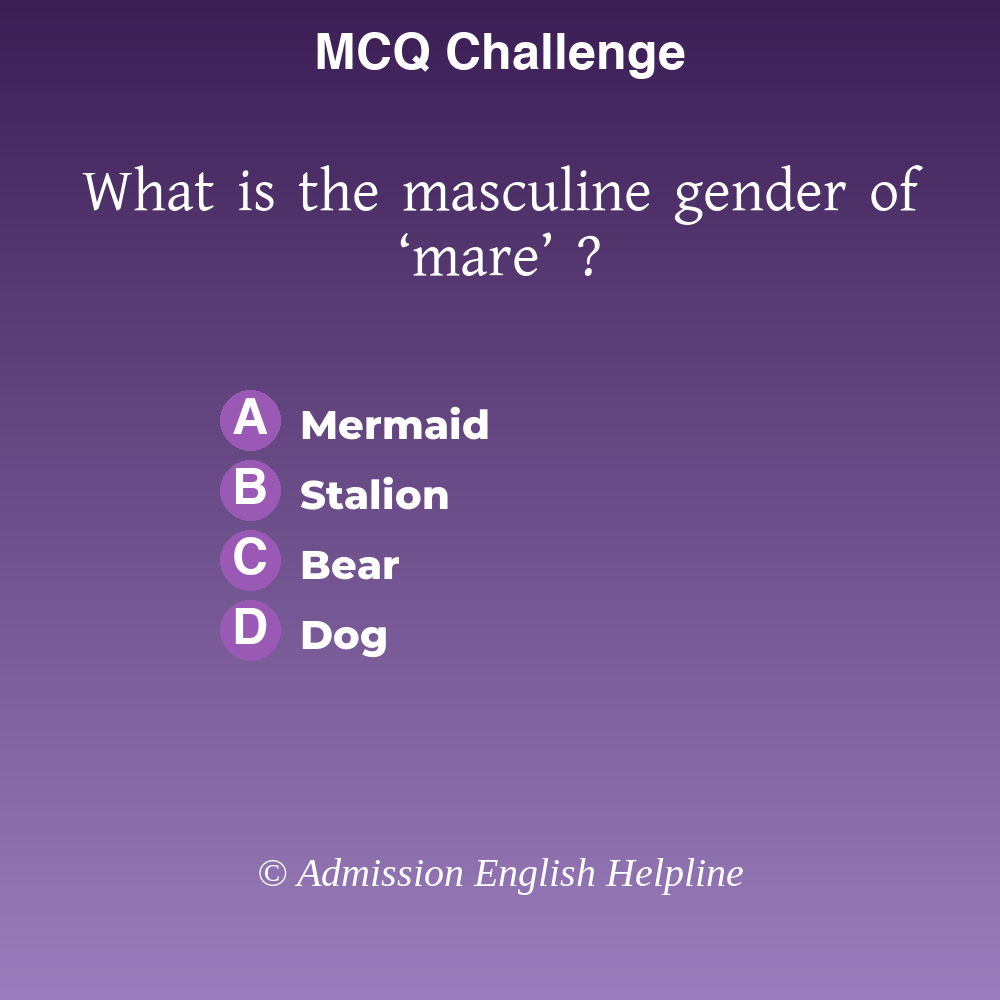 MCQ Challenge
What is the masculine gender of
‘mare’ ?
A Mermaid
B Stalion
C Bear
D Dog
© Admission English Helpline